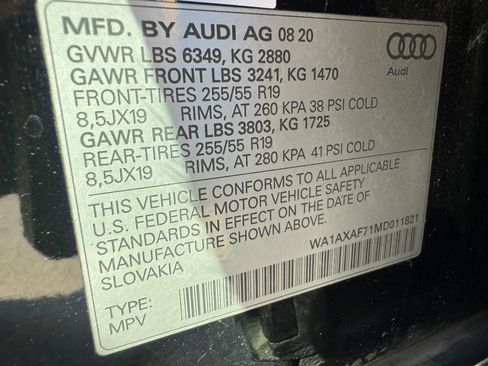 MFD. BY AUDI AG 08 20
GVWR LBS 6349, KG 2880
GAWR FRONT LBS 3241, KG 1470
FRONT-TIRES 255/55 R19
8,5JX19 RIMS, AT 260 KPA 38 PSI COLD
GAWR REAR LBS 3803, KG 1725
REAR-TIRES 255/55 R19
8,5JX19 RIMS, AT 280 KPA 41 PSI COLD
THIS VEHICLE CONFORMS TO ALL APPLICABLE
U.S. FEDERAL MOTOR VEHICLE SAFETY
STANDARDS IN EFFECT ON THE DATE OF
MANUFACTURE SHOWN ABOVE.
SLOVAKIA
WA1AXAF71MD011821
TYPE:
MPV
Audi